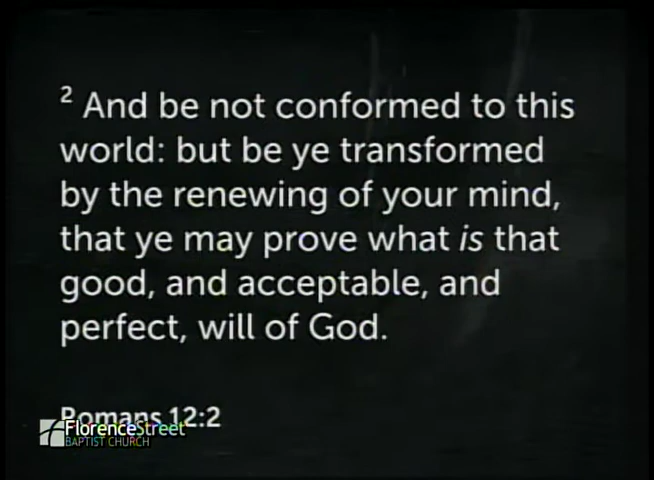 2 And be not conformed to this
world: but be ye transformed
by the renewing of your mind,
that ye may prove what is that
good, and acceptable, and
perfect, will of God.
Romans 12:2
FlorenceStreet
BAPTIST CHURCH